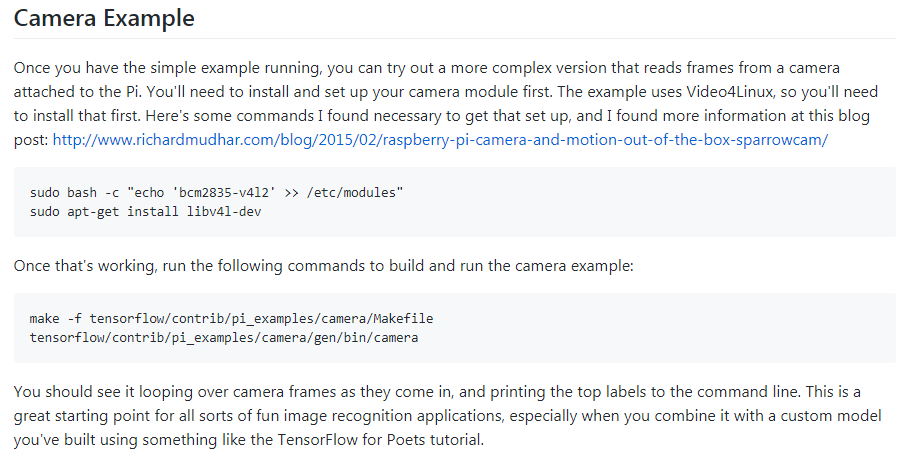 Camera Example
Once you have the simple example running, you can try out a more complex version that reads frames from a camera
attached to the Pi. You'll need to install and set up your camera module first. The example uses Video4Linux, so you'll need
to install that first. Here's some commands I found necessary to get that set up, and I found more information at this blog
post: http://www.richardmudhar.com/blog/2015/02/raspberry-pi-camera-and-motion-out-of-the-box-sparrowcam/
sudo bash -c "echo 'bcm2835-v4l2' >> /etc/modules"
sudo apt-get install libv4l-dev
Once that's working, run the following commands to build and run the camera example:
make -f tensorflow/contrib/pi_examples/camera/Makefile
tensorflow/contrib/pi_examples/camera/gen/bin/camera
You should see it looping over camera frames as they come in, and printing the top labels to the command line. This is a
great starting point for all sorts of fun image recognition applications, especially when you combine it with a custom model
you've built using something like the TensorFlow for Poets tutorial.